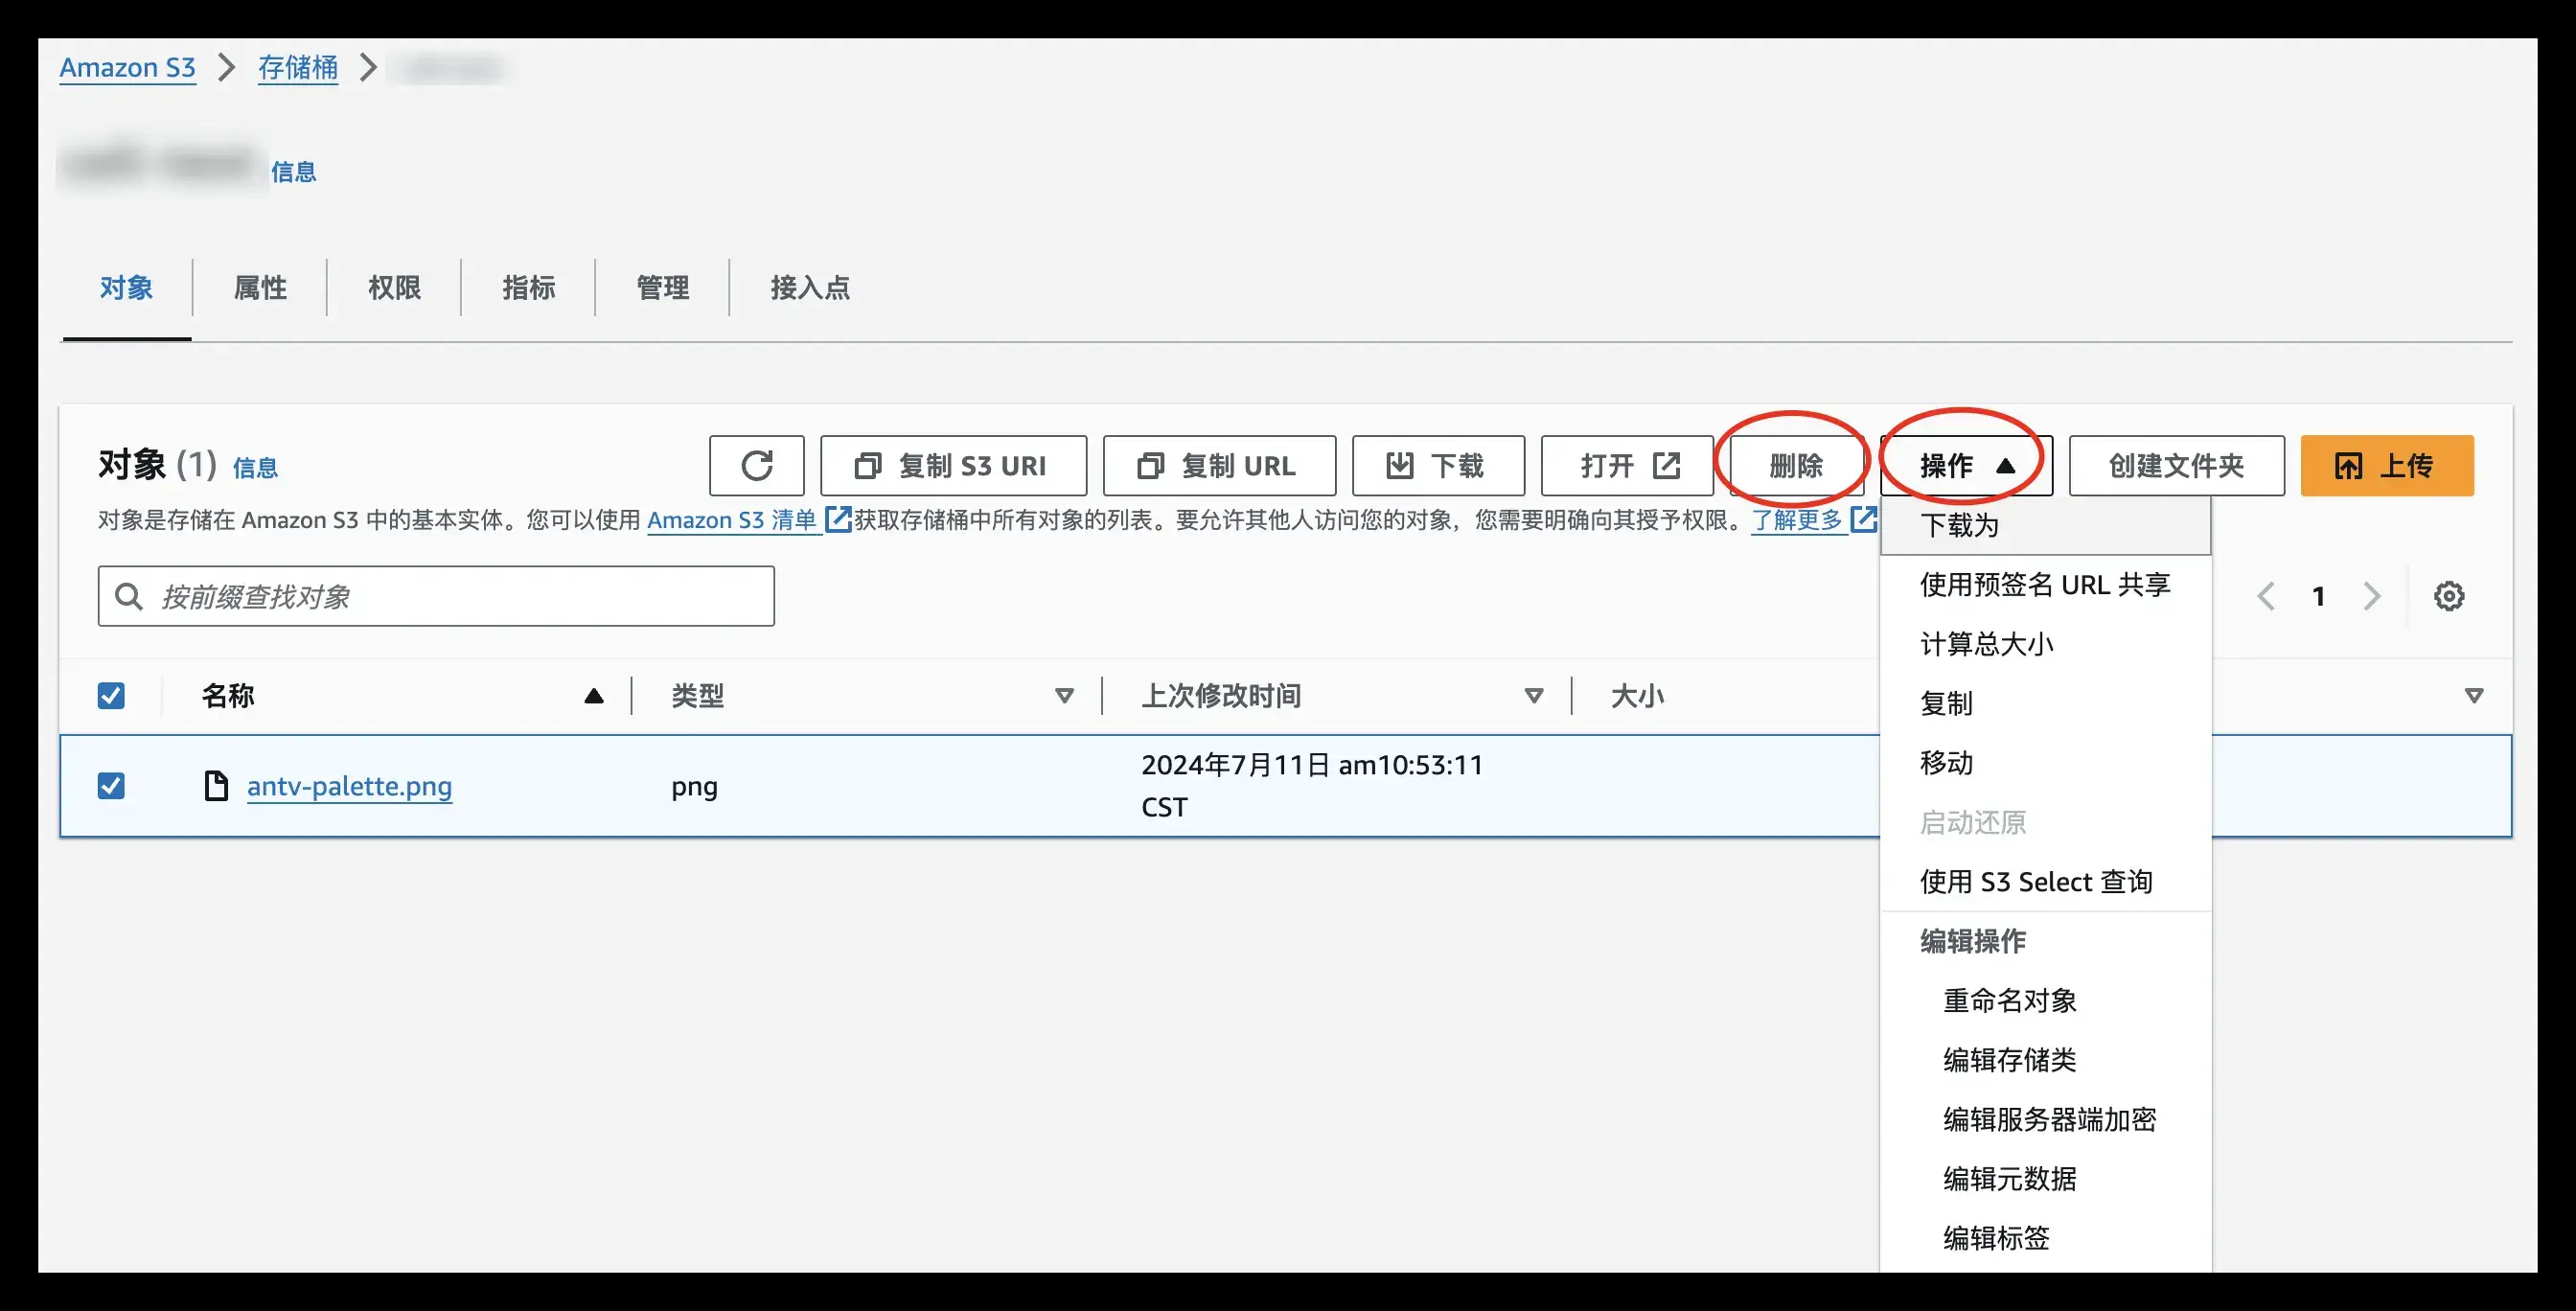 Amazon S3 存储桶
信息
对象 属性 权限 指标 管理 接入点
对象 (1) 信息 复制 S3 URI 复制 URL 下载 打开 删除 操作 创建文件夹 上传
对象是存储在 Amazon S3 中的基本实体。您可以使用 Amazon S3 清单 获取存储桶中所有对象的列表。要允许其他人访问您的对象，您需要明确向其授予权限。了解更多
按前缀查找对象
1
名称 类型 上次修改时间 大小
antv-palette.png png 2024年7月11日 am10:53:11
CST
下载为
使用预签名 URL 共享
计算总大小
复制
移动
启动还原
使用 S3 Select 查询
编辑操作
重命名对象
编辑存储类
编辑服务器端加密
编辑元数据
编辑标签